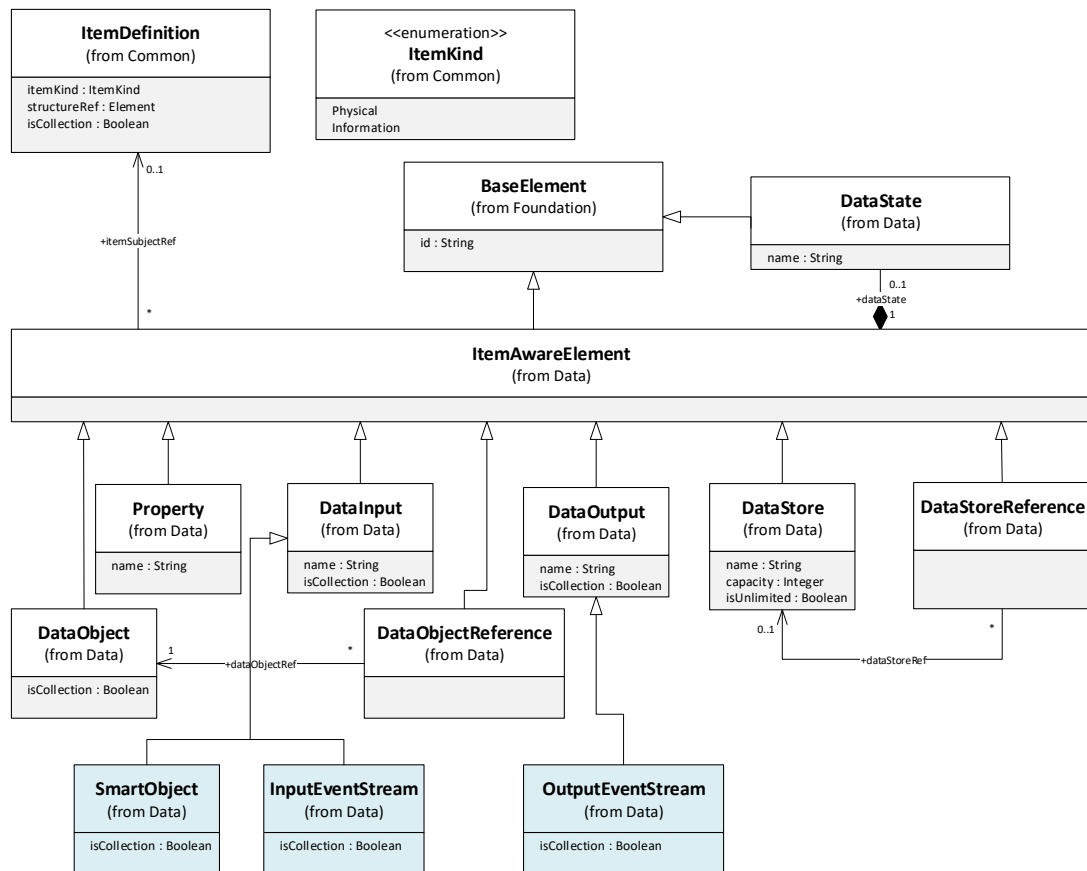 ItemDefinition
(from Common)
itemKind : ItemKind
structureRef : Element
isCollection : Boolean
<<enumeration>>
ItemKind
(from Common)
Physical
Information
0..1
+itemSubjectRef
*
BaseElement
(from Foundation)
id : String
DataState
(from Data)
name : String
0..1
+dataState
1
ItemAwareElement
(from Data)
Property
(from Data)
name : String
DataInput
(from Data)
name : String
isCollection : Boolean
DataOutput
(from Data)
name : String
isCollection : Boolean
DataStore
(from Data)
name : String
capacity : Integer
isUnlimited : Boolean
DataStoreReference
(from Data)
0..1
*
+dataStoreRef
DataObject
(from Data)
isCollection : Boolean
1
*
+dataObjectRef
DataObjectReference
(from Data)
SmartObject
(from Data)
isCollection : Boolean
InputEventStream
(from Data)
isCollection : Boolean
OutputEventStream
(from Data)
isCollection : Boolean